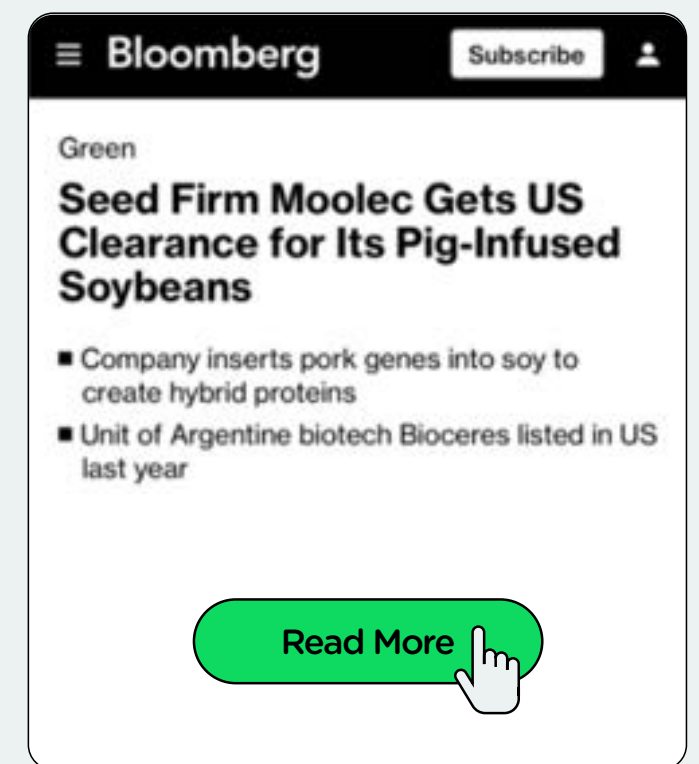 Bloomberg
Subscribe
Green
Seed Firm Moolec Gets US
Clearance for Its Pig-Infused
Soybeans
■ Company inserts pork genes into soy to
create hybrid proteins
■ Unit of Argentine biotech Bioceres listed in US
last year
Read More